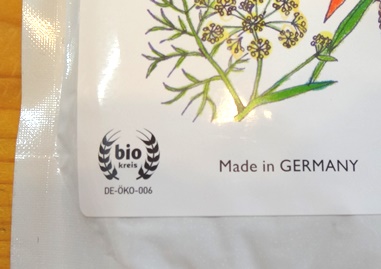 bio
kreis
DE-ÖKO-006
Made in GERMANY